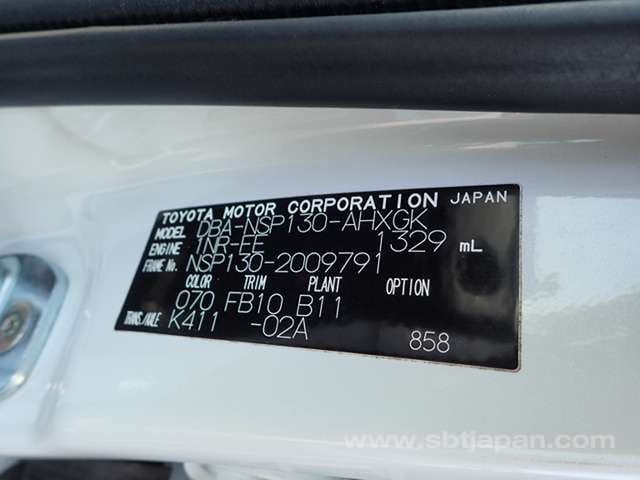 TOYOTA MOTOR CORPORATION JAPAN
MODEL DBA-NSP130-AHXGK
ENGINE 1NR-EE 1329 mL
FRAME No. NSP130-2009791
COLOR TRIM PLANT OPTION
070 FB10 B11
TRANS./AXLE K411 -02A
858
www.sbtjapan.com